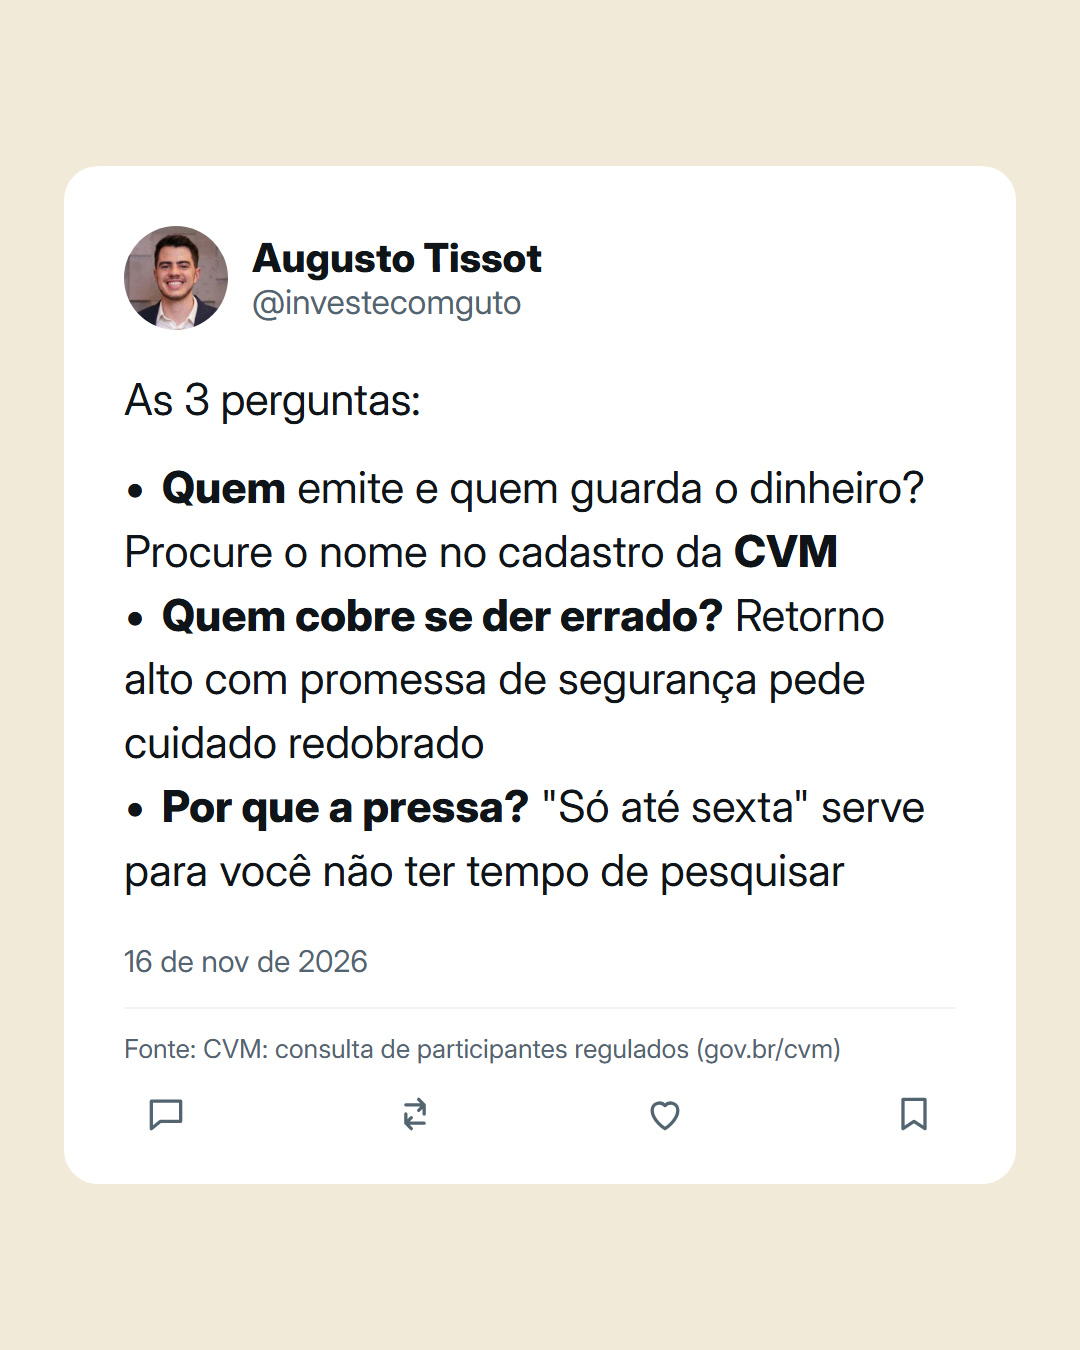 Augusto Tissot
@investecomguto
As 3 perguntas:
• Quem emite e quem guarda o dinheiro?
Procure o nome no cadastro da CVM
• Quem cobre se der errado? Retorno
alto com promessa de segurança pede
cuidado redobrado
• Por que a pressa? "Só até sexta" serve
para você não ter tempo de pesquisar
16 de nov de 2026
Fonte: CVM: consulta de participantes regulados (gov.br/cvm)